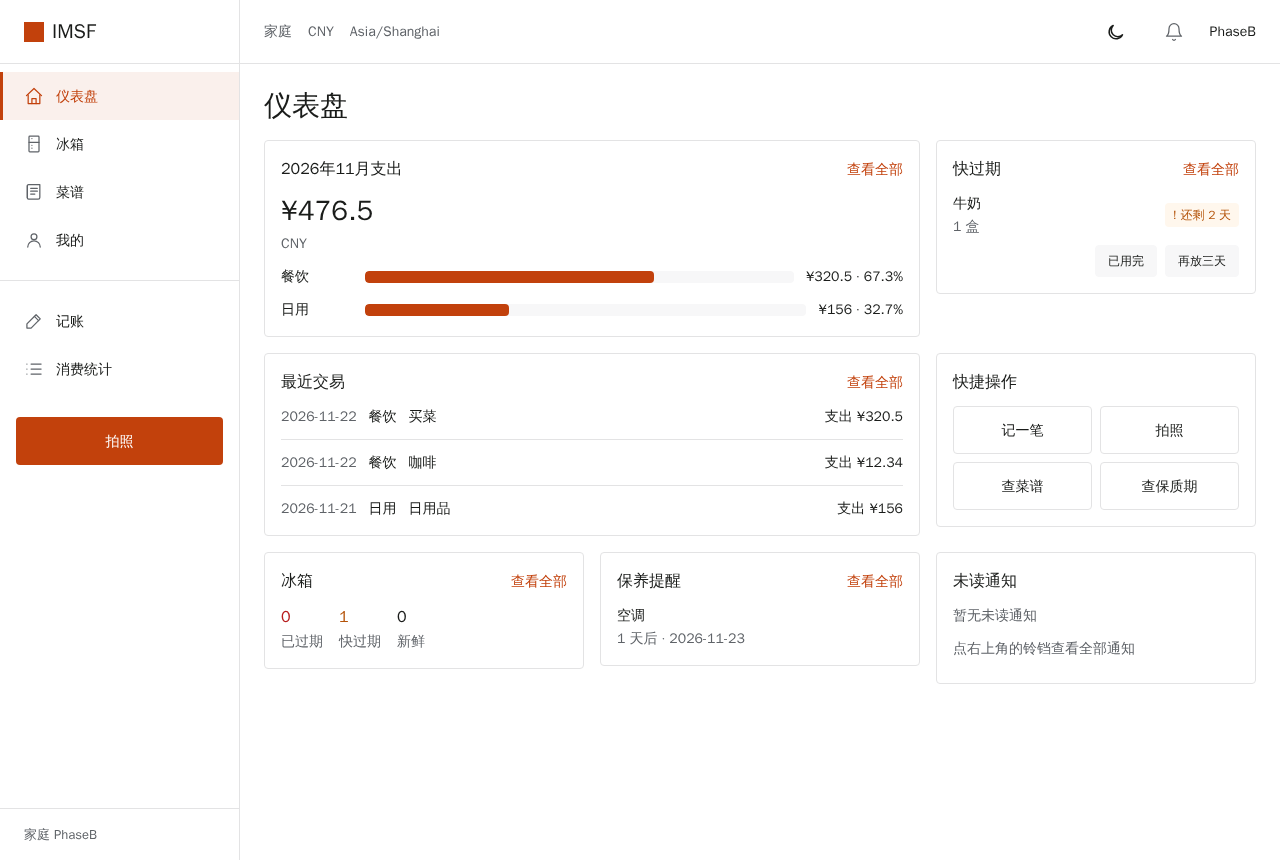 IMSF
家庭 CNY Asia/Shanghai
PhaseB
仪表盘
冰箱
菜谱
我的
记账
消费统计
拍照
家庭 PhaseB
仪表盘
2026年11月支出
查看全部
¥476.5
CNY
餐饮
¥320.5 · 67.3%
日用
¥156 · 32.7%
快过期
查看全部
牛奶
1 盒
! 还剩 2 天
已用完
再放三天
最近交易
查看全部
2026-11-22 餐饮 买菜
支出 ¥320.5
2026-11-22 餐饮 咖啡
支出 ¥12.34
2026-11-21 日用 日用品
支出 ¥156
快捷操作
记一笔
拍照
查菜谱
查保质期
冰箱
查看全部
0 1 0
已过期 快过期 新鲜
保养提醒
查看全部
空调
1 天后 · 2026-11-23
未读通知
暂无未读通知
点右上角的铃铛查看全部通知